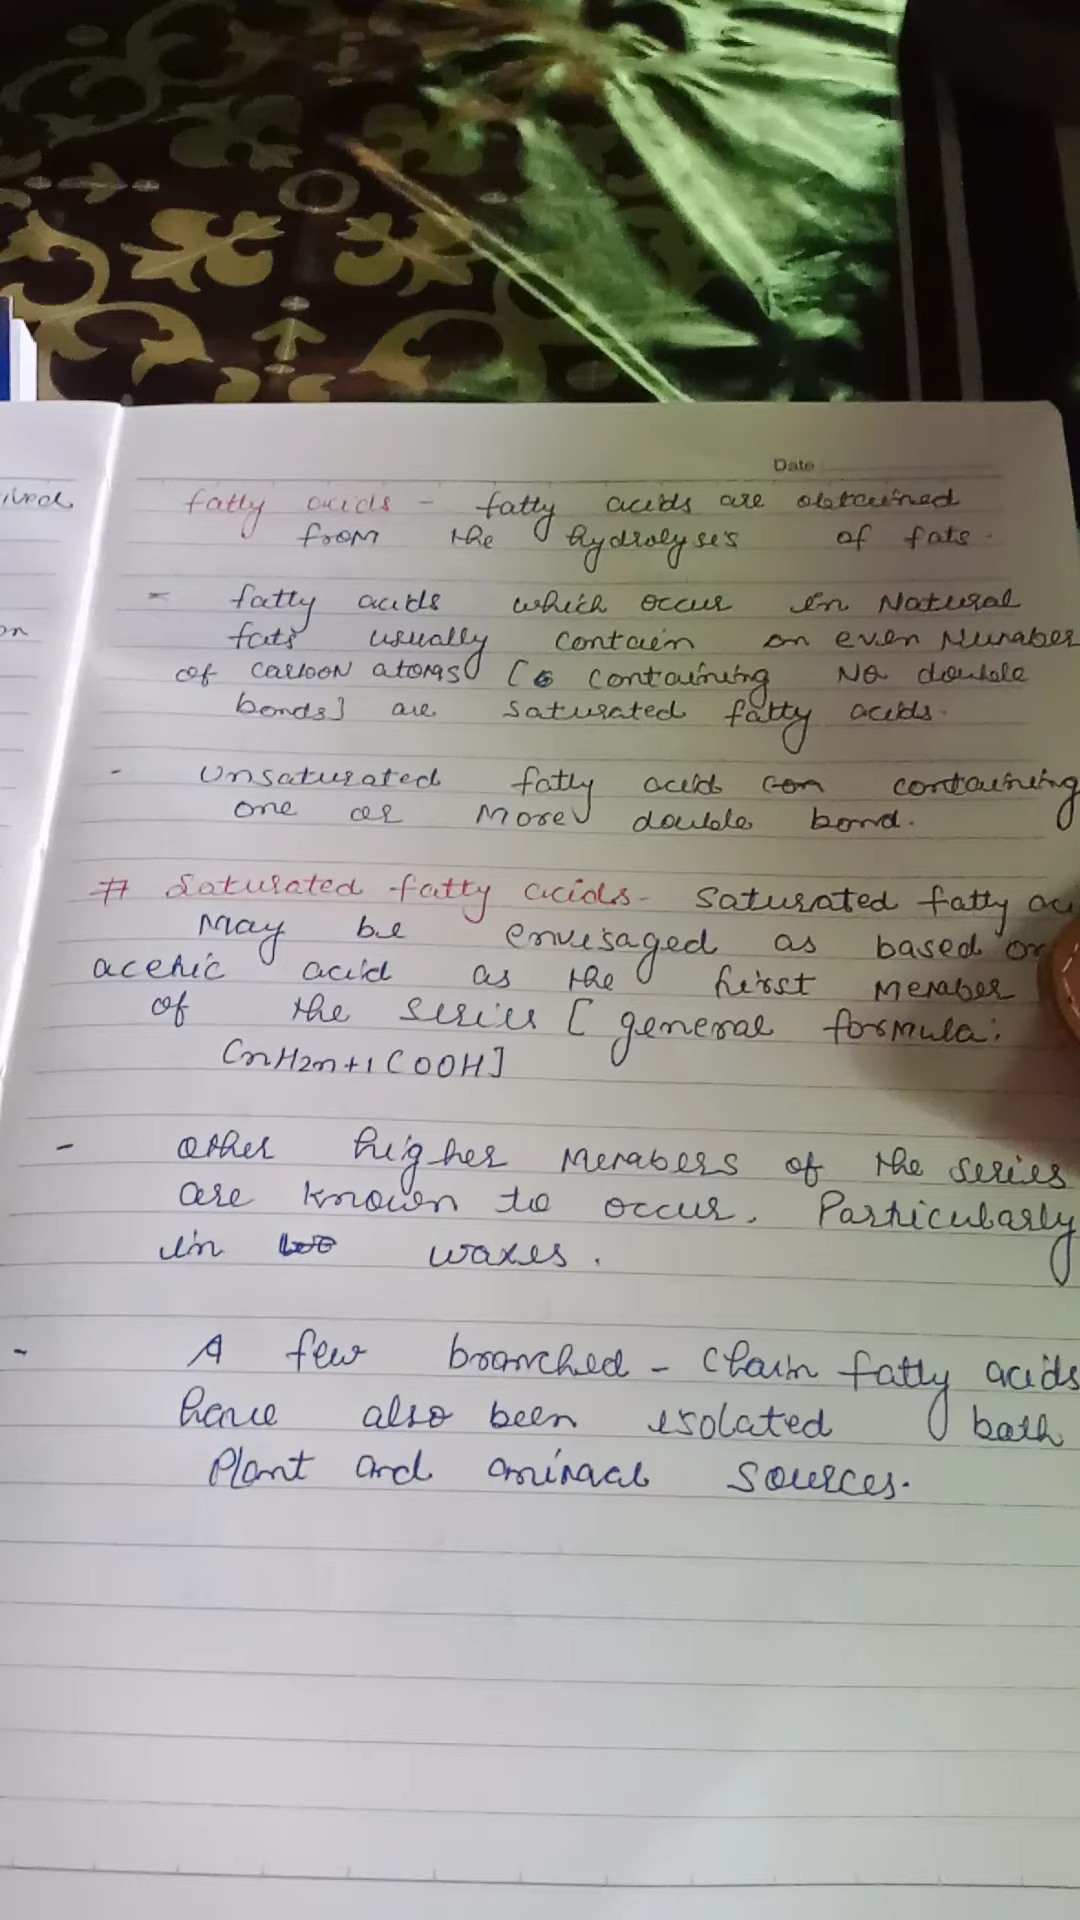 Date
fatty acids - fatty acids are obtained
from the hydrolyses of fats.
- fatty acids which occur in Natural
fats usually contain an even Number
of carbon atoms [ containing No double
bonds] are saturated fatty acids.
- Unsaturated fatty acid con containing
one or More double bond.
# Saturated fatty acids - Saturated fatty ac
May be envisaged as based on
acetic acid as the first Member
of the series [general formula:
CnH2n+1COOH]
- Other higher Members of the series
are known to occur. Particularly
in waxes.
- A few branched - Chain fatty acids
have also been isolated both
Plant and animal sources.